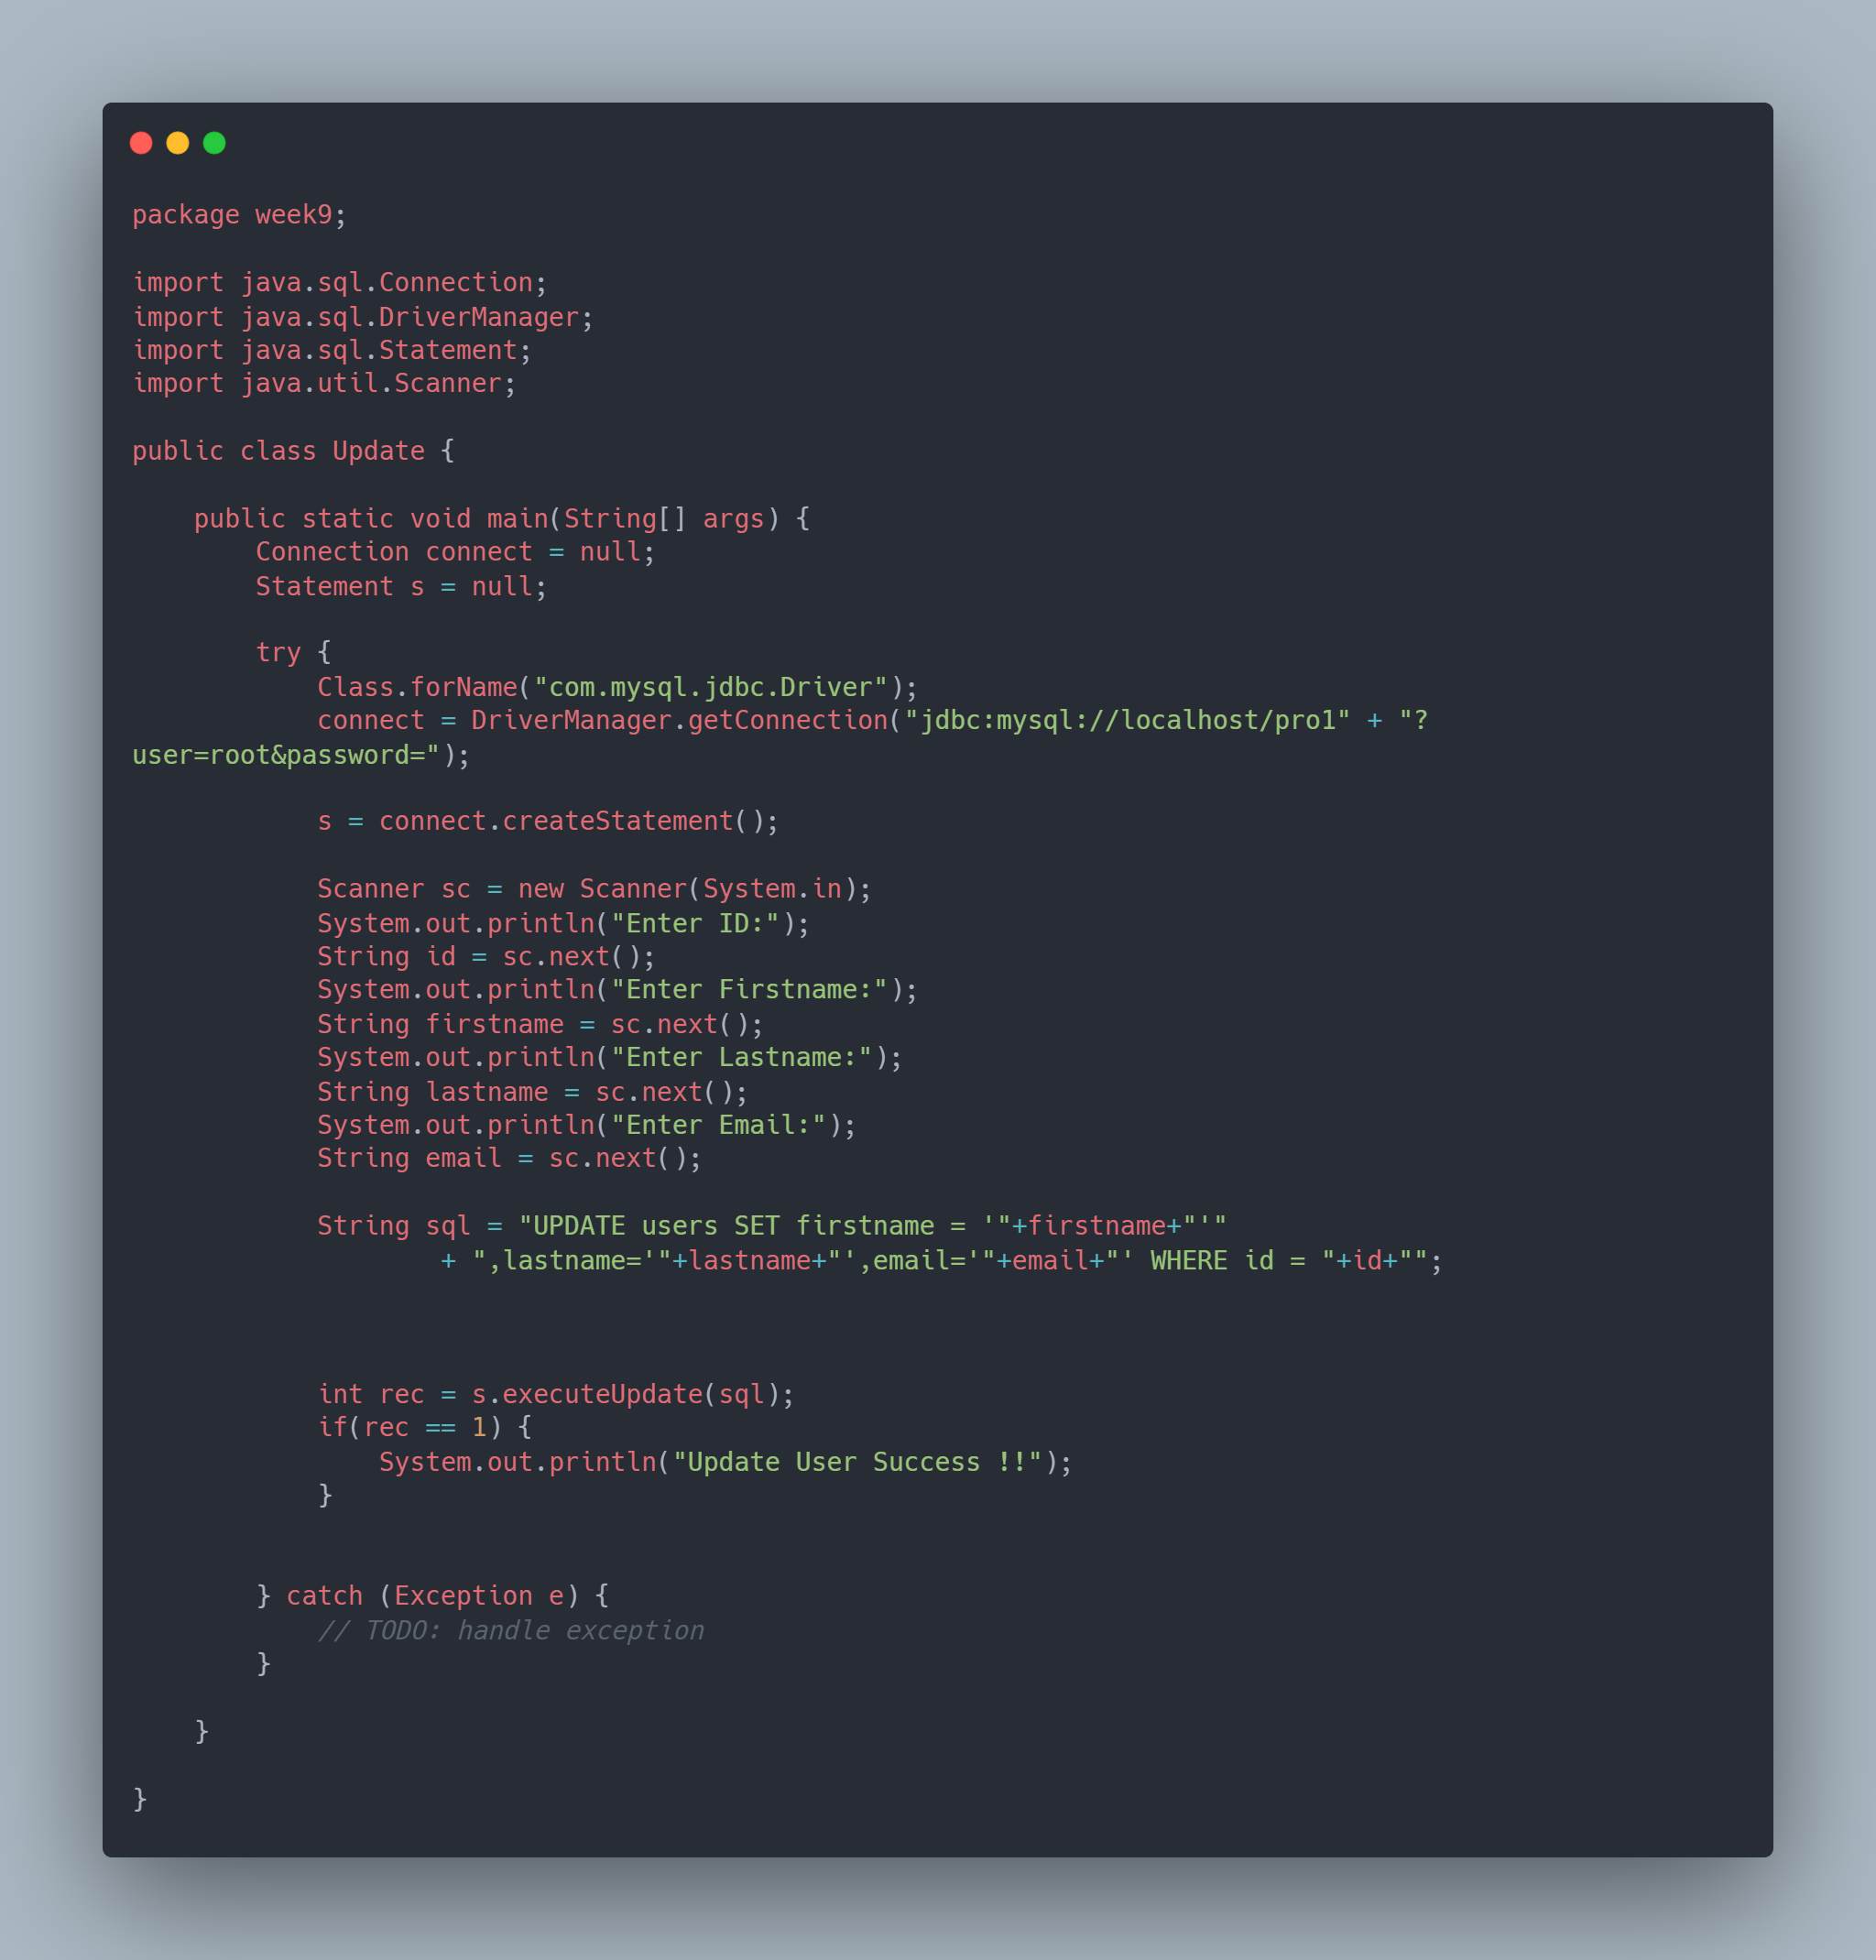 package week9;

import java.sql.Connection;
import java.sql.DriverManager;
import java.sql.Statement;
import java.util.Scanner;

public class Update {

    public static void main(String[] args) {
        Connection connect = null;
        Statement s = null;

        try {
            Class.forName("com.mysql.jdbc.Driver");
            connect = DriverManager.getConnection("jdbc:mysql://localhost/pro1" + "?
user=root&password=");

            s = connect.createStatement();

            Scanner sc = new Scanner(System.in);
            System.out.println("Enter ID:");
            String id = sc.next();
            System.out.println("Enter Firstname:");
            String firstname = sc.next();
            System.out.println("Enter Lastname:");
            String lastname = sc.next();
            System.out.println("Enter Email:");
            String email = sc.next();

            String sql = "UPDATE users SET firstname = '"+firstname+"'"
                    + ",lastname='"+lastname+"',email='"+email+"' WHERE id = "+id+"";



            int rec = s.executeUpdate(sql);
            if(rec == 1) {
                System.out.println("Update User Success !!");
            }


        } catch (Exception e) {
            // TODO: handle exception
        }

    }

}